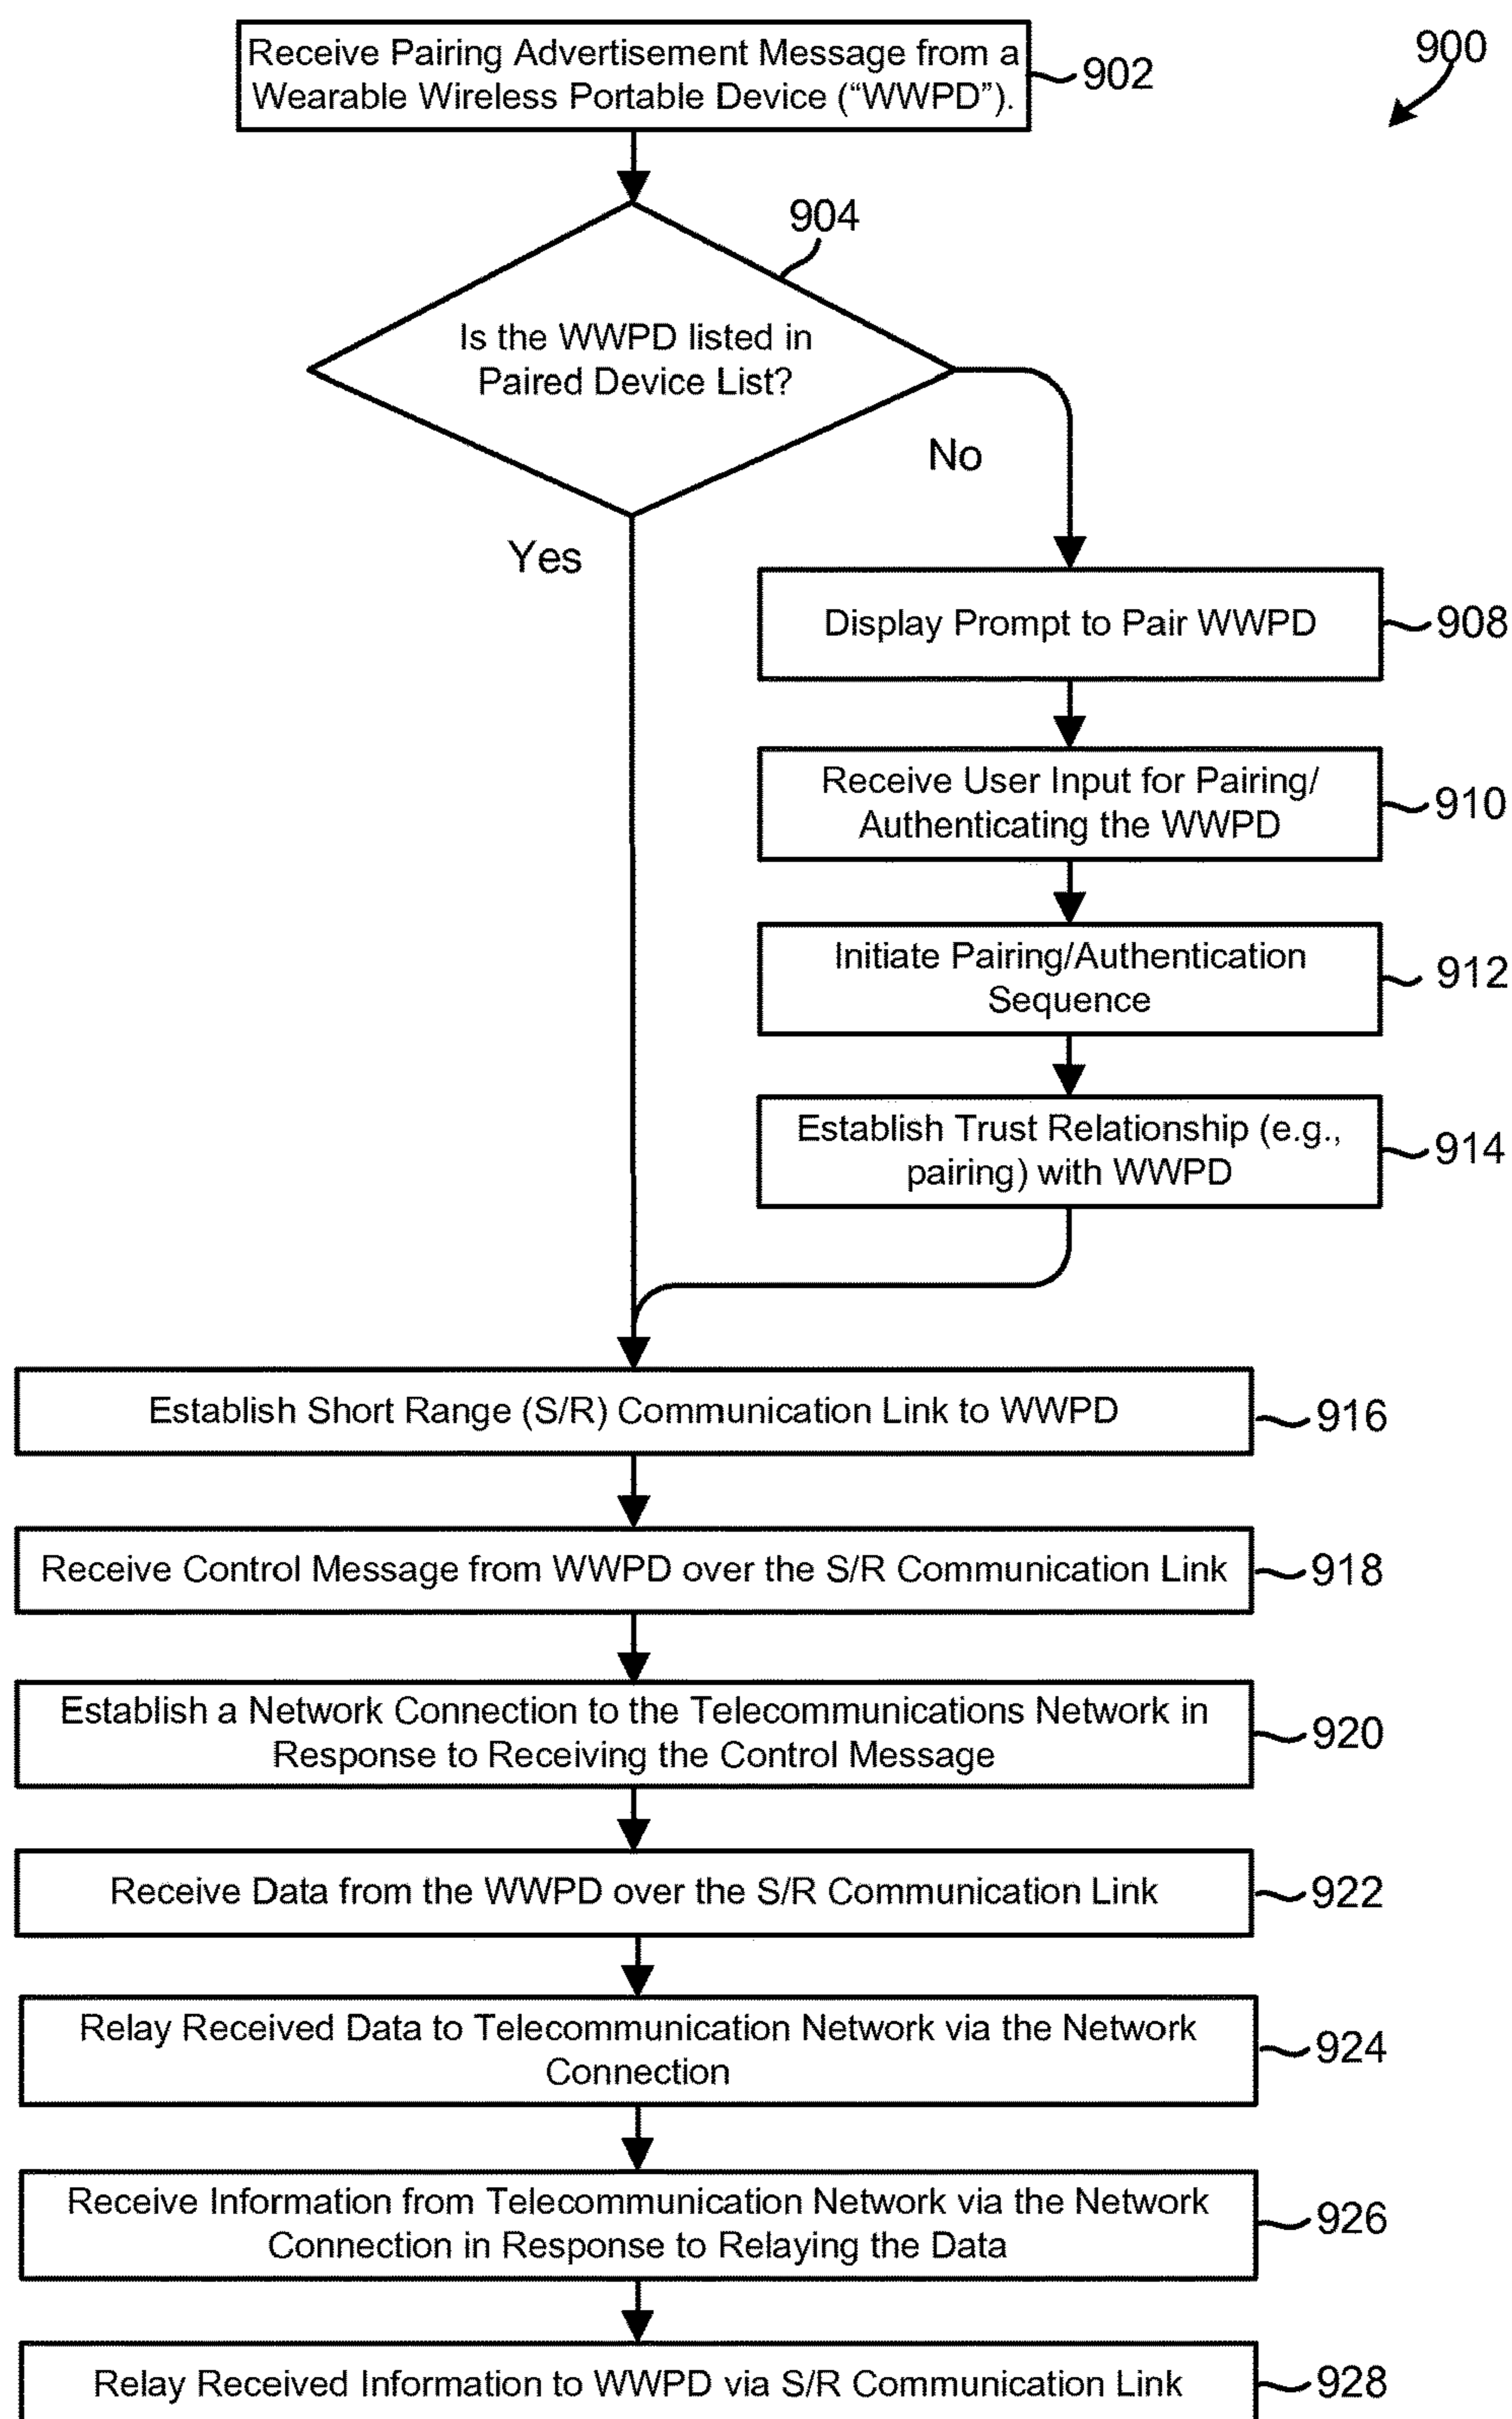 Receive Pairing Advertisement Message from a
Wearable Wireless Portable Device (“WWPD”).
902
900
904
Is the WWPD listed in
Paired Device List?
No
Yes
Display Prompt to Pair WWPD
908
Receive User Input for Pairing/
Authenticating the WWPD
910
Initiate Pairing/Authentication
Sequence
912
Establish Trust Relationship (e.g.,
pairing) with WWPD
914
Establish Short Range (S/R) Communication Link to WWPD
916
Receive Control Message from WWPD over the S/R Communication Link
918
Establish a Network Connection to the Telecommunications Network in
Response to Receiving the Control Message
920
Receive Data from the WWPD over the S/R Communication Link
922
Relay Received Data to Telecommunication Network via the Network
Connection
924
Receive Information from Telecommunication Network via the Network
Connection in Response to Relaying the Data
926
Relay Received Information to WWPD via S/R Communication Link
928